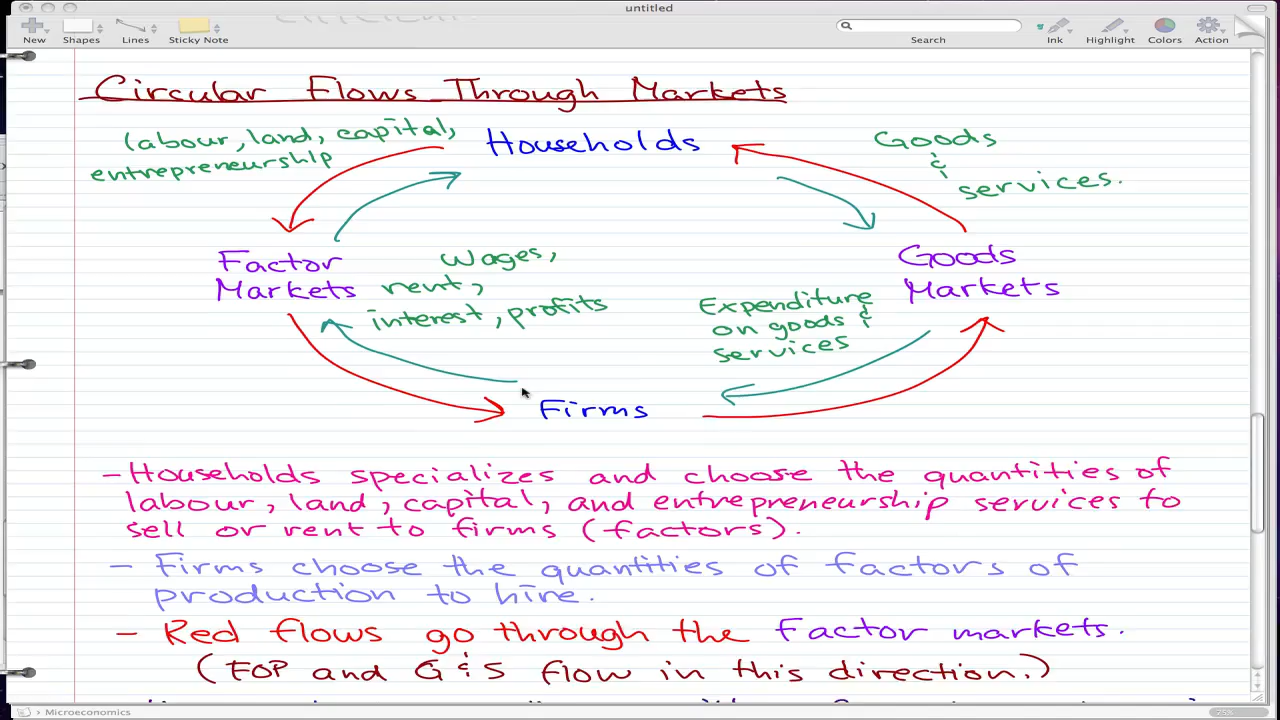 untitled
New
Shapes
Lines
Sticky Note
Search
Ink
Highlight
Colors
Action
Circular Flows Through Markets
labour, land, capital,
entrepreneurship
Households
Goods
&
services.
Factor
Markets
Wages,
rent,
interest, profits
Expenditure
on goods &
services
Goods
Markets
Firms
- Households specializes and choose the quantities of
labour, land, capital, and entrepreneurship services to
sell or rent to firms (factors).
- Firms choose the quantities of factors of
production to hire.
- Red flows go through the Factor markets.
(FOP and G & S flow in this direction.)
Microeconomics
75%